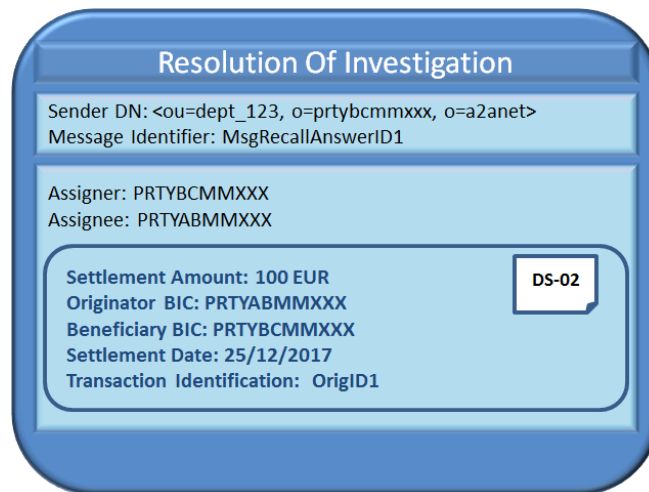 Resolution Of Investigation
Sender DN: <ou=dept_123, o=prtybcmmxxx, o=a2anet>
Message Identifier: MsgRecallAnswerID1
Assigner: PRTYBCMMXXX
Assignee: PRTYABMMXXX
Settlement Amount: 100 EUR
DS-02
Originator BIC: PRTYABMMXXX
Beneficiary BIC: PRTYBCMMXXX
Settlement Date: 25/12/2017
Transaction Identification: OrigID1